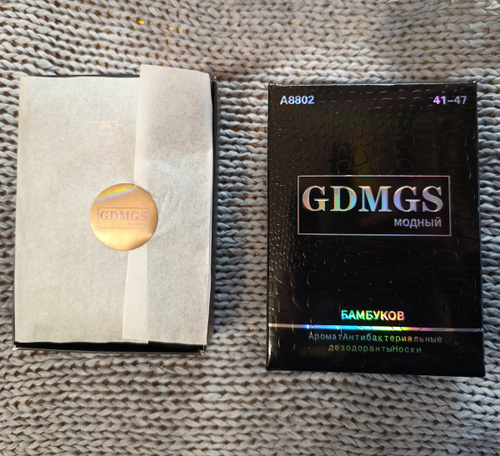 GDMGS
A8802 41-47
GDMGS
МОДНЫЙ
БАМБУКОВ
АроматАнтибактериальные
дезодорантыНоски